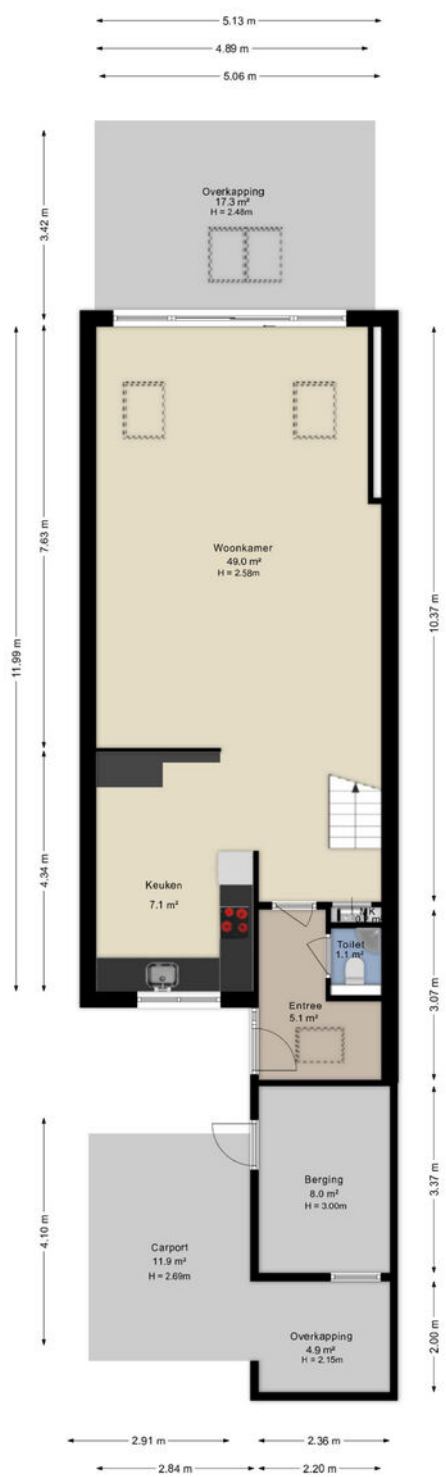 5.13 m
4.89 m
5.06 m
3.42 m
Overkapping
17.3 m²
H = 2.48m
11.99 m
7.63 m
Woonkamer
49.0 m²
H = 2.58m
10.37 m
4.34 m
Keuken
7.1 m²
MK
Toilet
1.1 m²
Entree
5.1 m²
3.07 m
Berging
8.0 m²
H = 3.00m
3.37 m
4.10 m
Carport
11.9 m²
H = 2.69m
Overkapping
4.9 m²
H = 2.15m
2.00 m
2.91 m
2.36 m
2.84 m
2.20 m